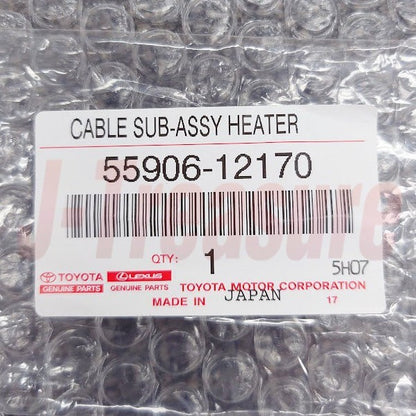 CABLE SUB-ASSY HEATER
55906-12170
J-Treasure
QTY: 1 5H07
TOYOTA LEXUS TOYOTA MOTOR CORPORATION
GENUINE PARTS GENUINE PARTS MADE IN JAPAN 17